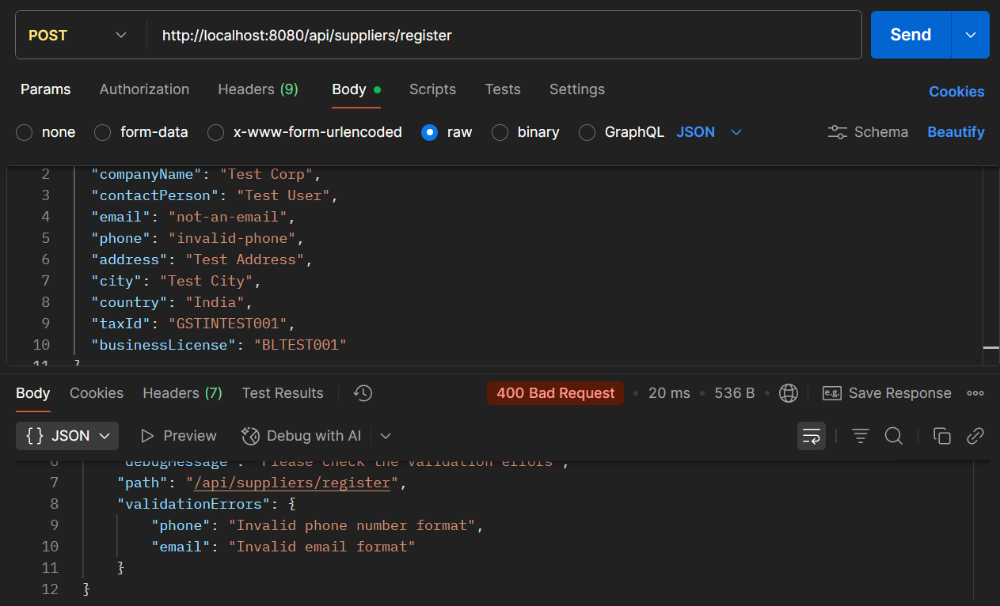 POST http://localhost:8080/api/suppliers/register Send
Params Authorization Headers (9) Body Scripts Tests Settings Cookies
none form-data x-www-form-urlencoded raw binary GraphQL JSON Schema Beautify
2 "companyName": "Test Corp",
3 "contactPerson": "Test User",
4 "email": "not-an-email",
5 "phone": "invalid-phone",
6 "address": "Test Address",
7 "city": "Test City",
8 "country": "India",
9 "taxId": "GSTINTEST001",
10 "businessLicense": "BLTEST001"
11 }
Body Cookies Headers (7) Test Results 400 Bad Request • 20 ms • 536 B • e.g. Save Response
{} JSON Preview Debug with AI
6 "debugMessage": "Please check the validation errors",
7 "path": "/api/suppliers/register",
8 "validationErrors": {
9 "phone": "Invalid phone number format",
10 "email": "Invalid email format"
11 }
12 }